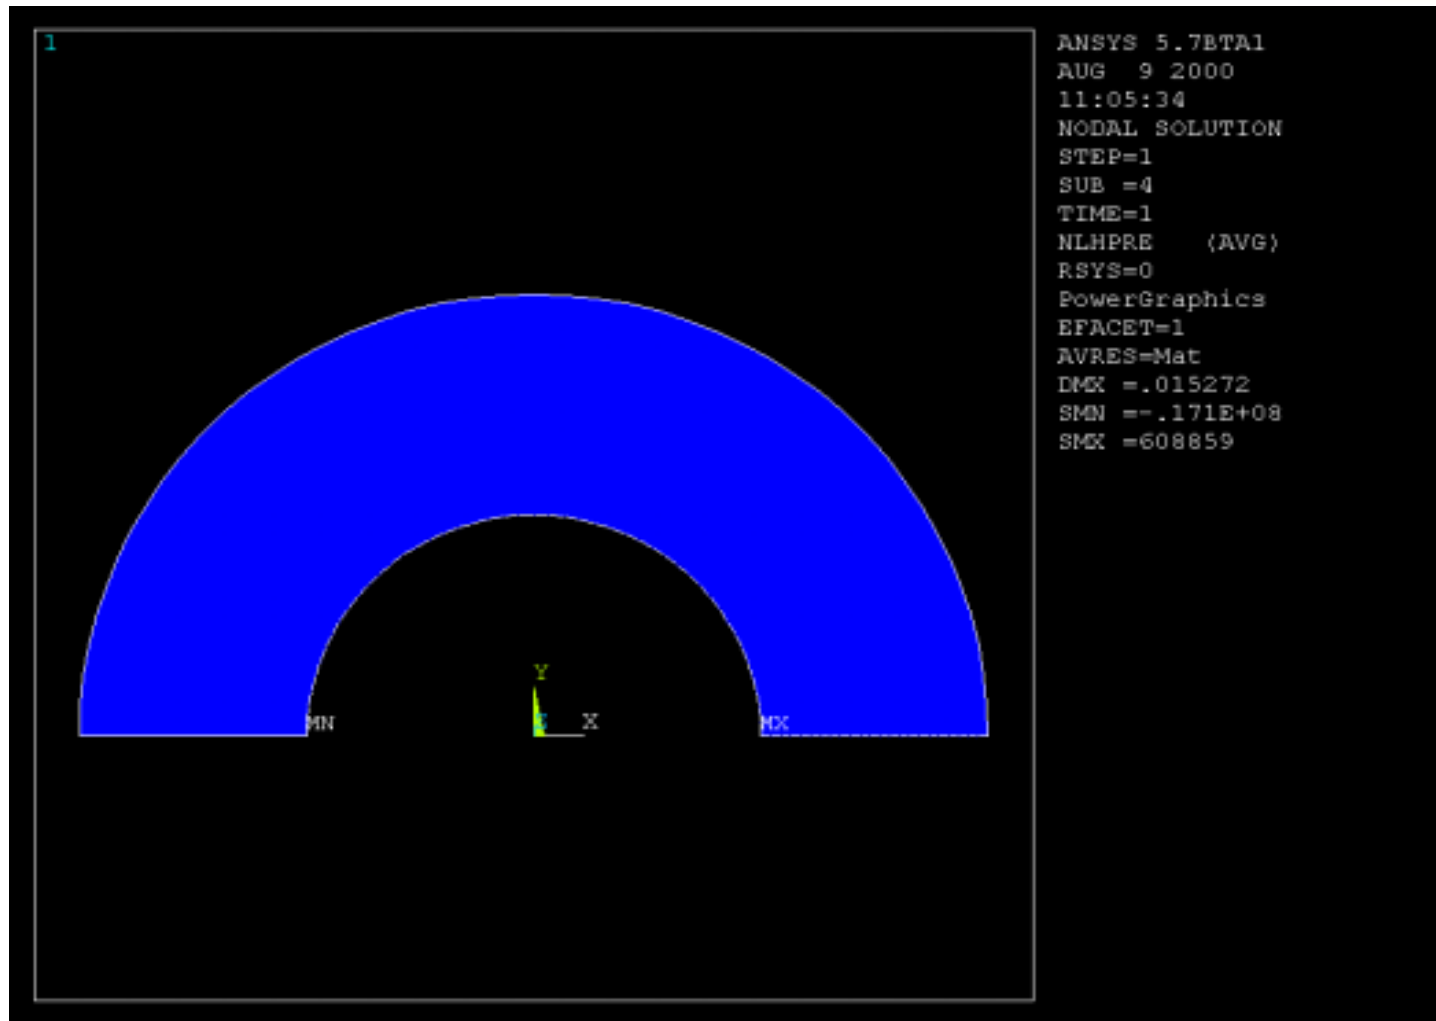 1
ANSYS 5.7BTA1
AUG  9 2000
11:05:34
NODAL SOLUTION
STEP=1
SUB =4
TIME=1
NLHPRE   (AVG)
RSYS=0
PowerGraphics
EFACET=1
AVRES=Mat
DMX =.015272
SMN =-.171E+08
SMX =608859
Y
MN
X
MX